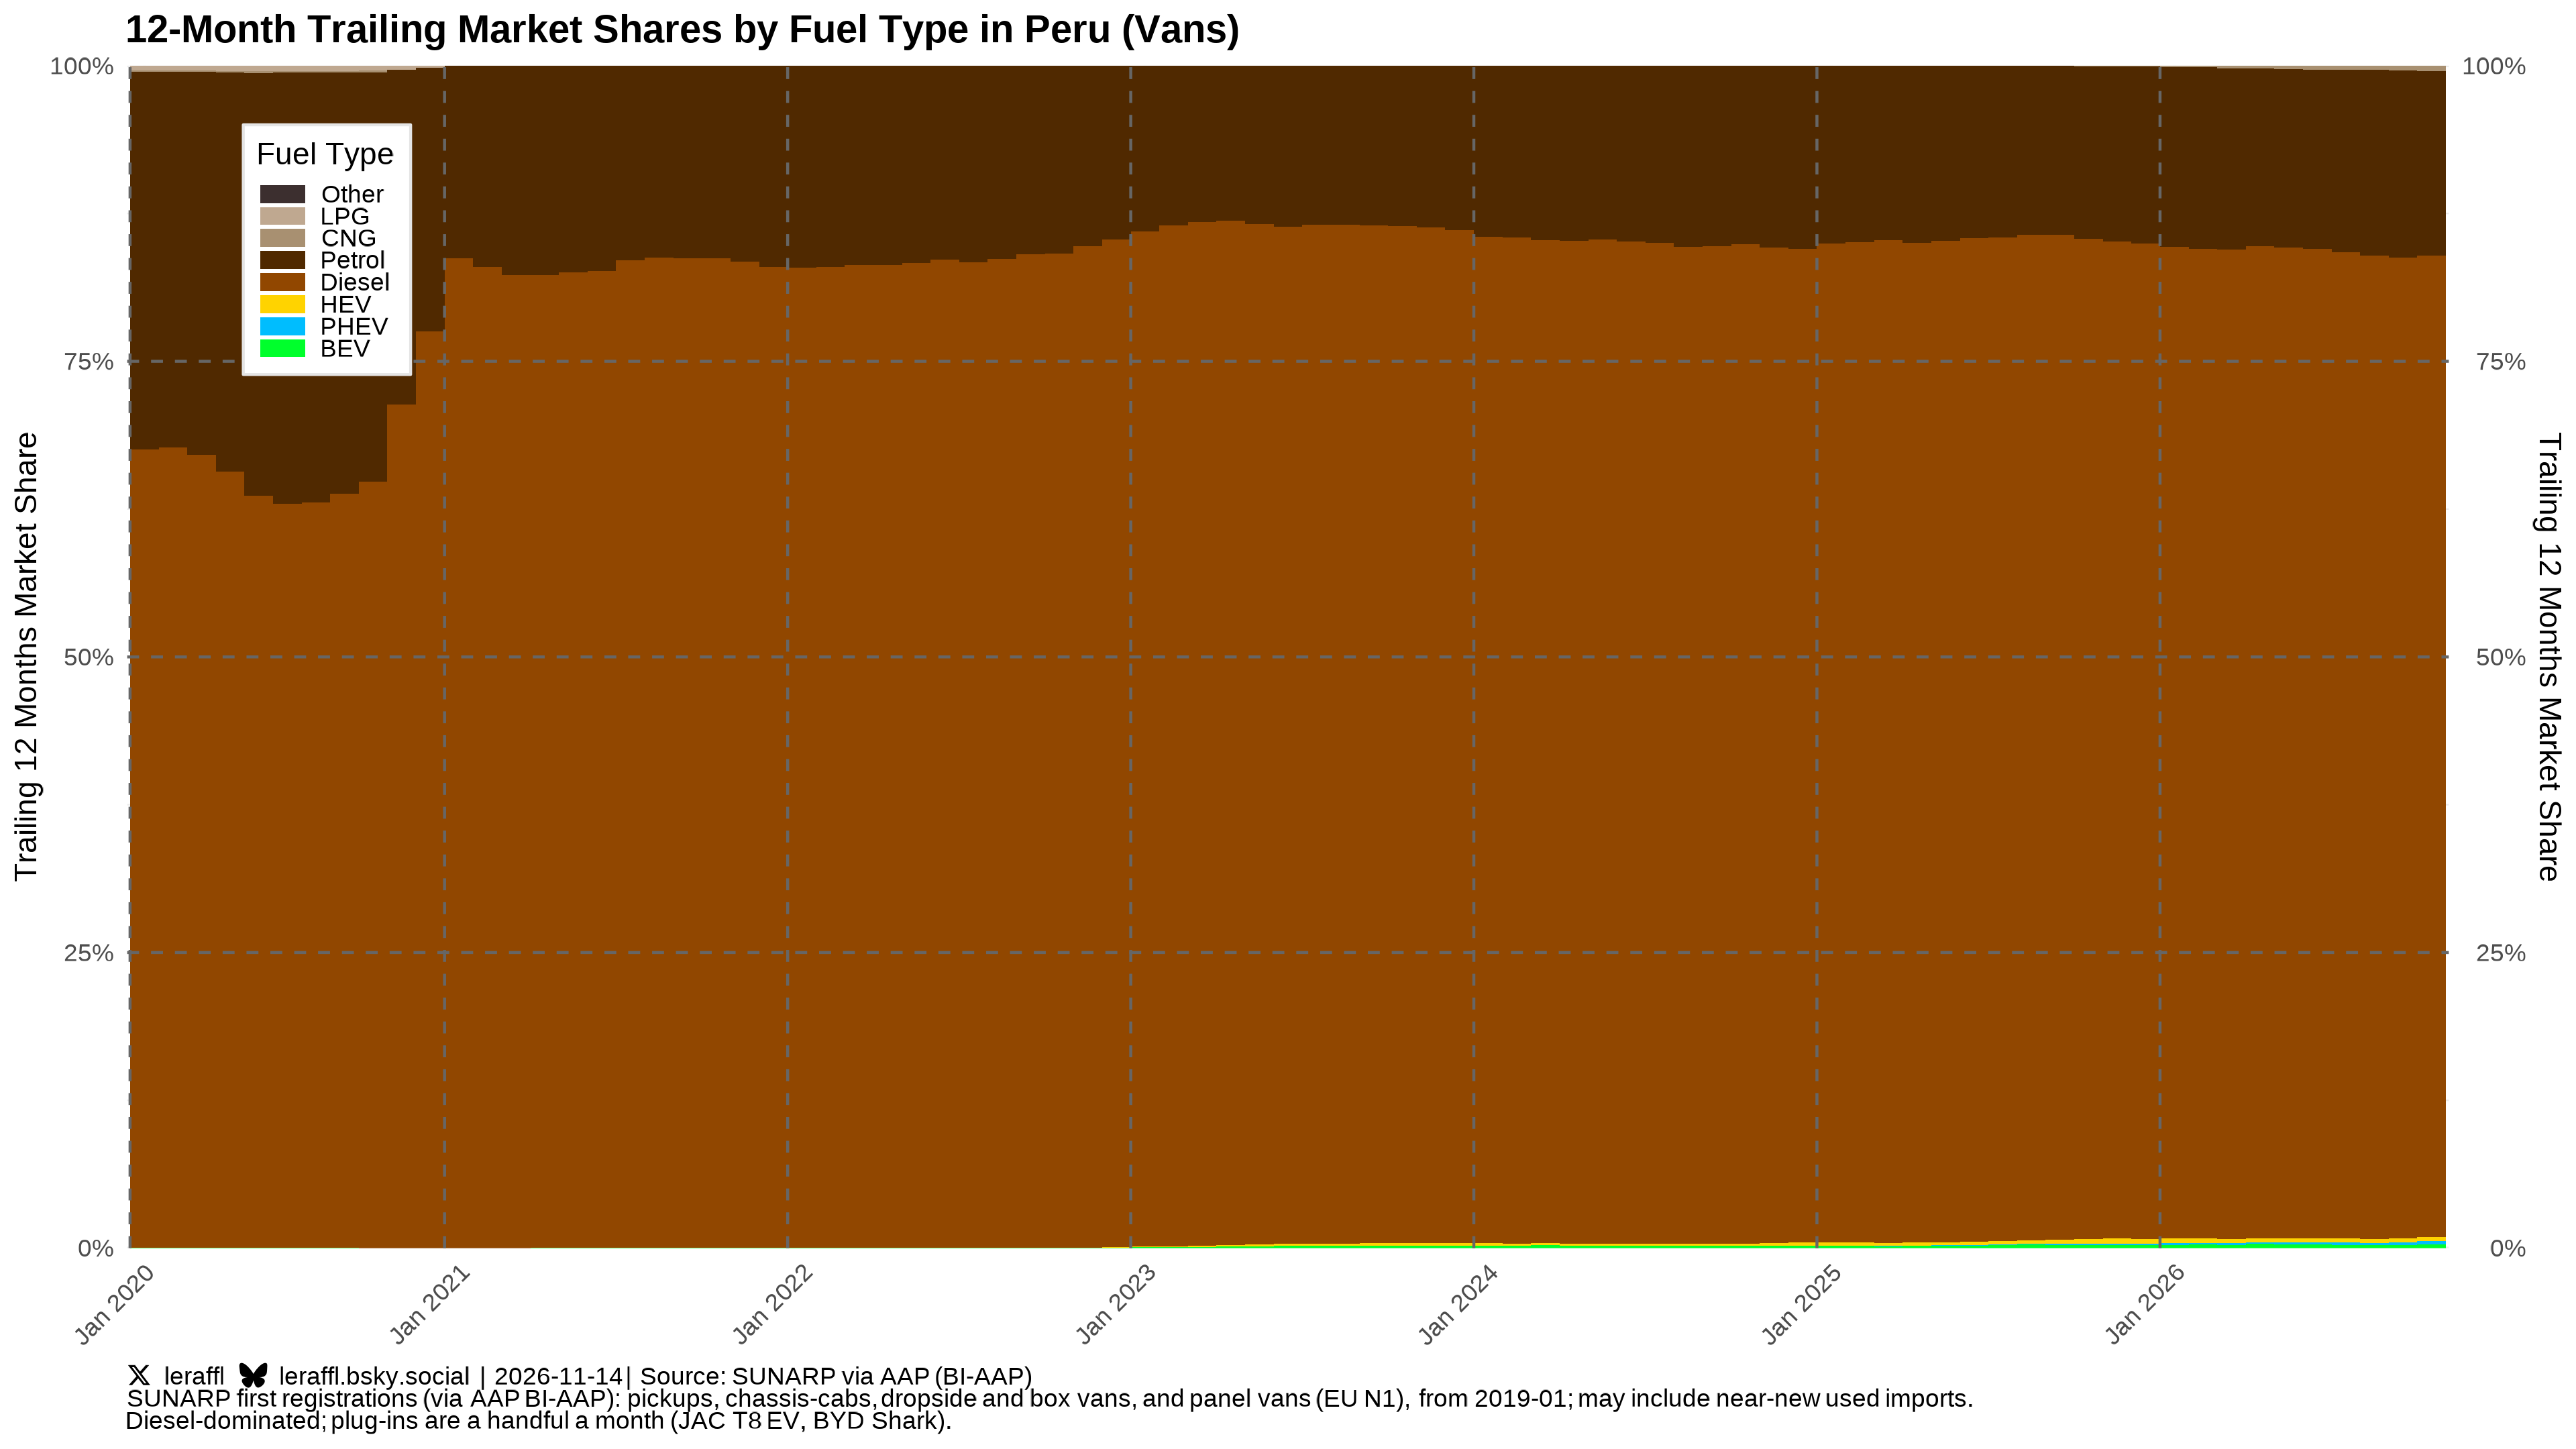 12-Month Trailing Market Shares by Fuel Type in Peru (Vans)
100%
75%
50%
25%
0%
100%
75%
50%
25%
0%
Trailing 12 Months Market Share
Trailing 12 Months Market Share
Fuel Type
Other
LPG
CNG
Petrol
Diesel
HEV
PHEV
BEV
Jan 2020
Jan 2021
Jan 2022
Jan 2023
Jan 2024
Jan 2025
Jan 2026
leraffl leraffl.bsky.social | 2026-11-14| Source: SUNARP via AAP (BI-AAP)
SUNARP first registrations (via AAP BI-AAP): pickups, chassis-cabs, dropside and box vans, and panel vans (EU N1), from 2019-01; may include near-new used imports.
Diesel-dominated; plug-ins are a handful a month (JAC T8 EV, BYD Shark).